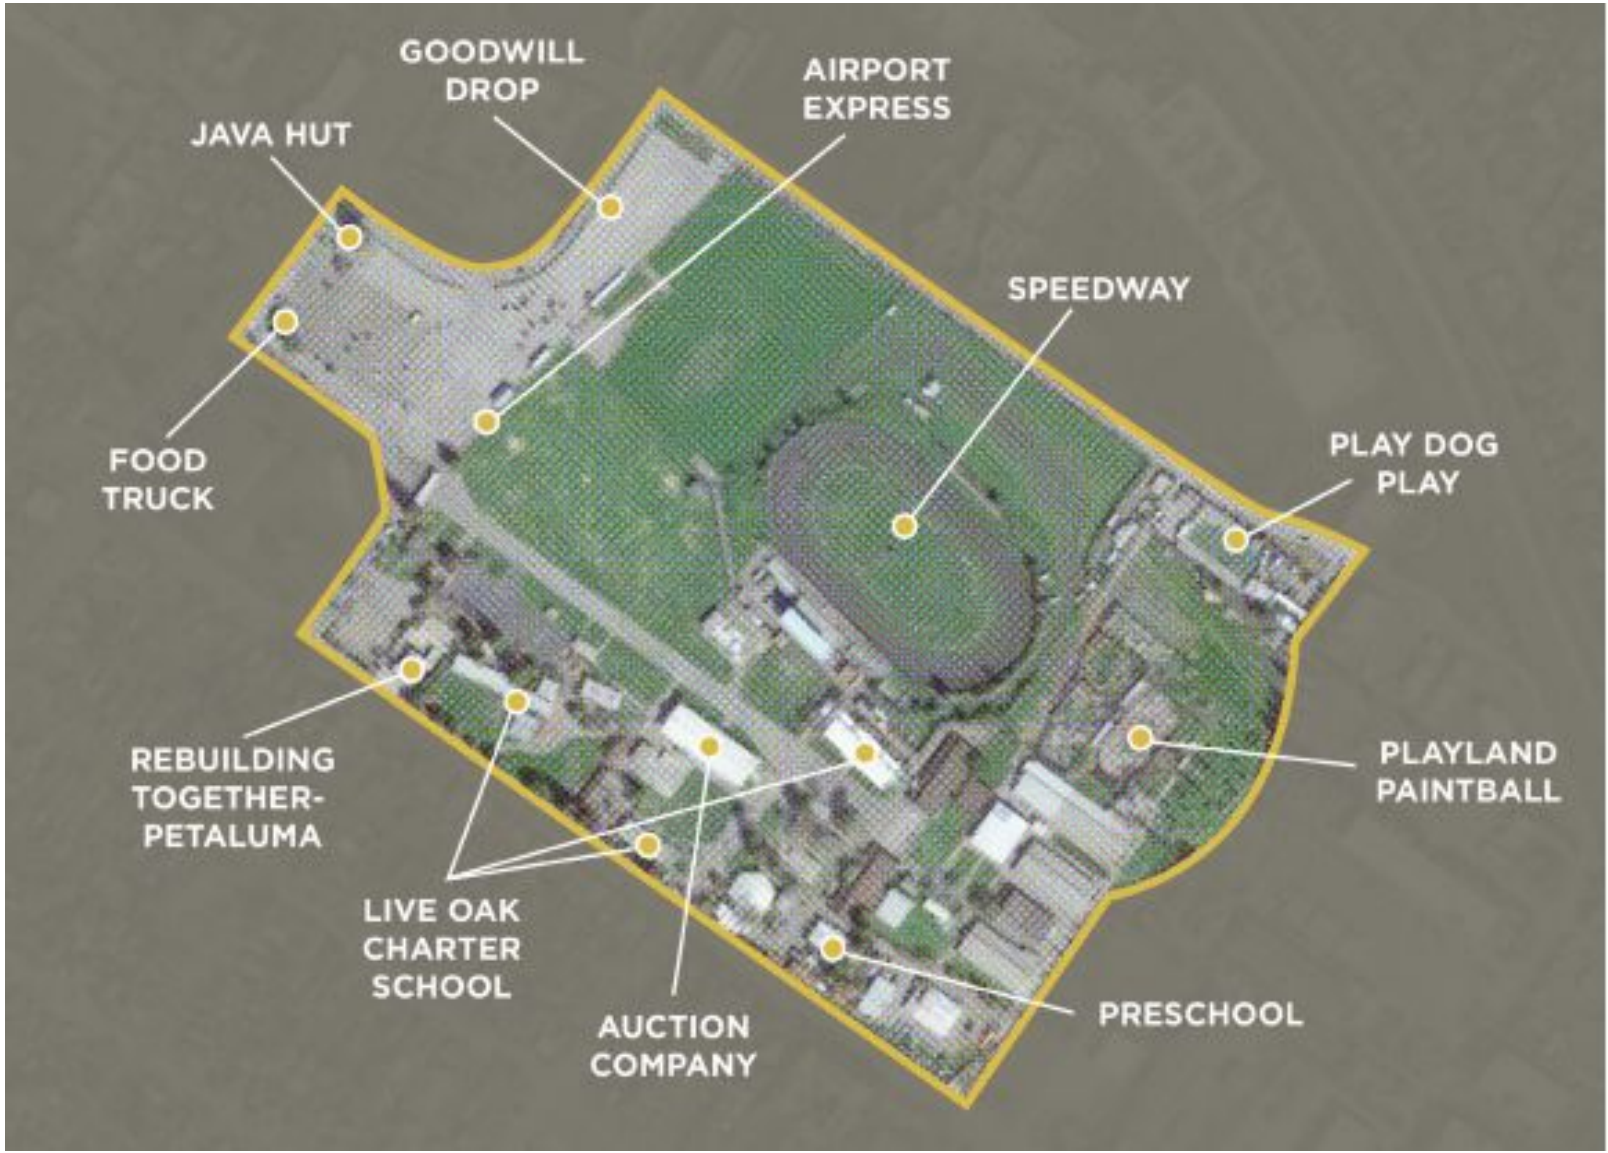 GOODWILL
DROP
AIRPORT
EXPRESS
JAVA HUT
SPEEDWAY
PLAY DOG
PLAY
FOOD
TRUCK
REBUILDING
TOGETHER-
PETALUMA
PLAYLAND
PAINTBALL
LIVE OAK
CHARTER
SCHOOL
AUCTION
COMPANY
PRESCHOOL